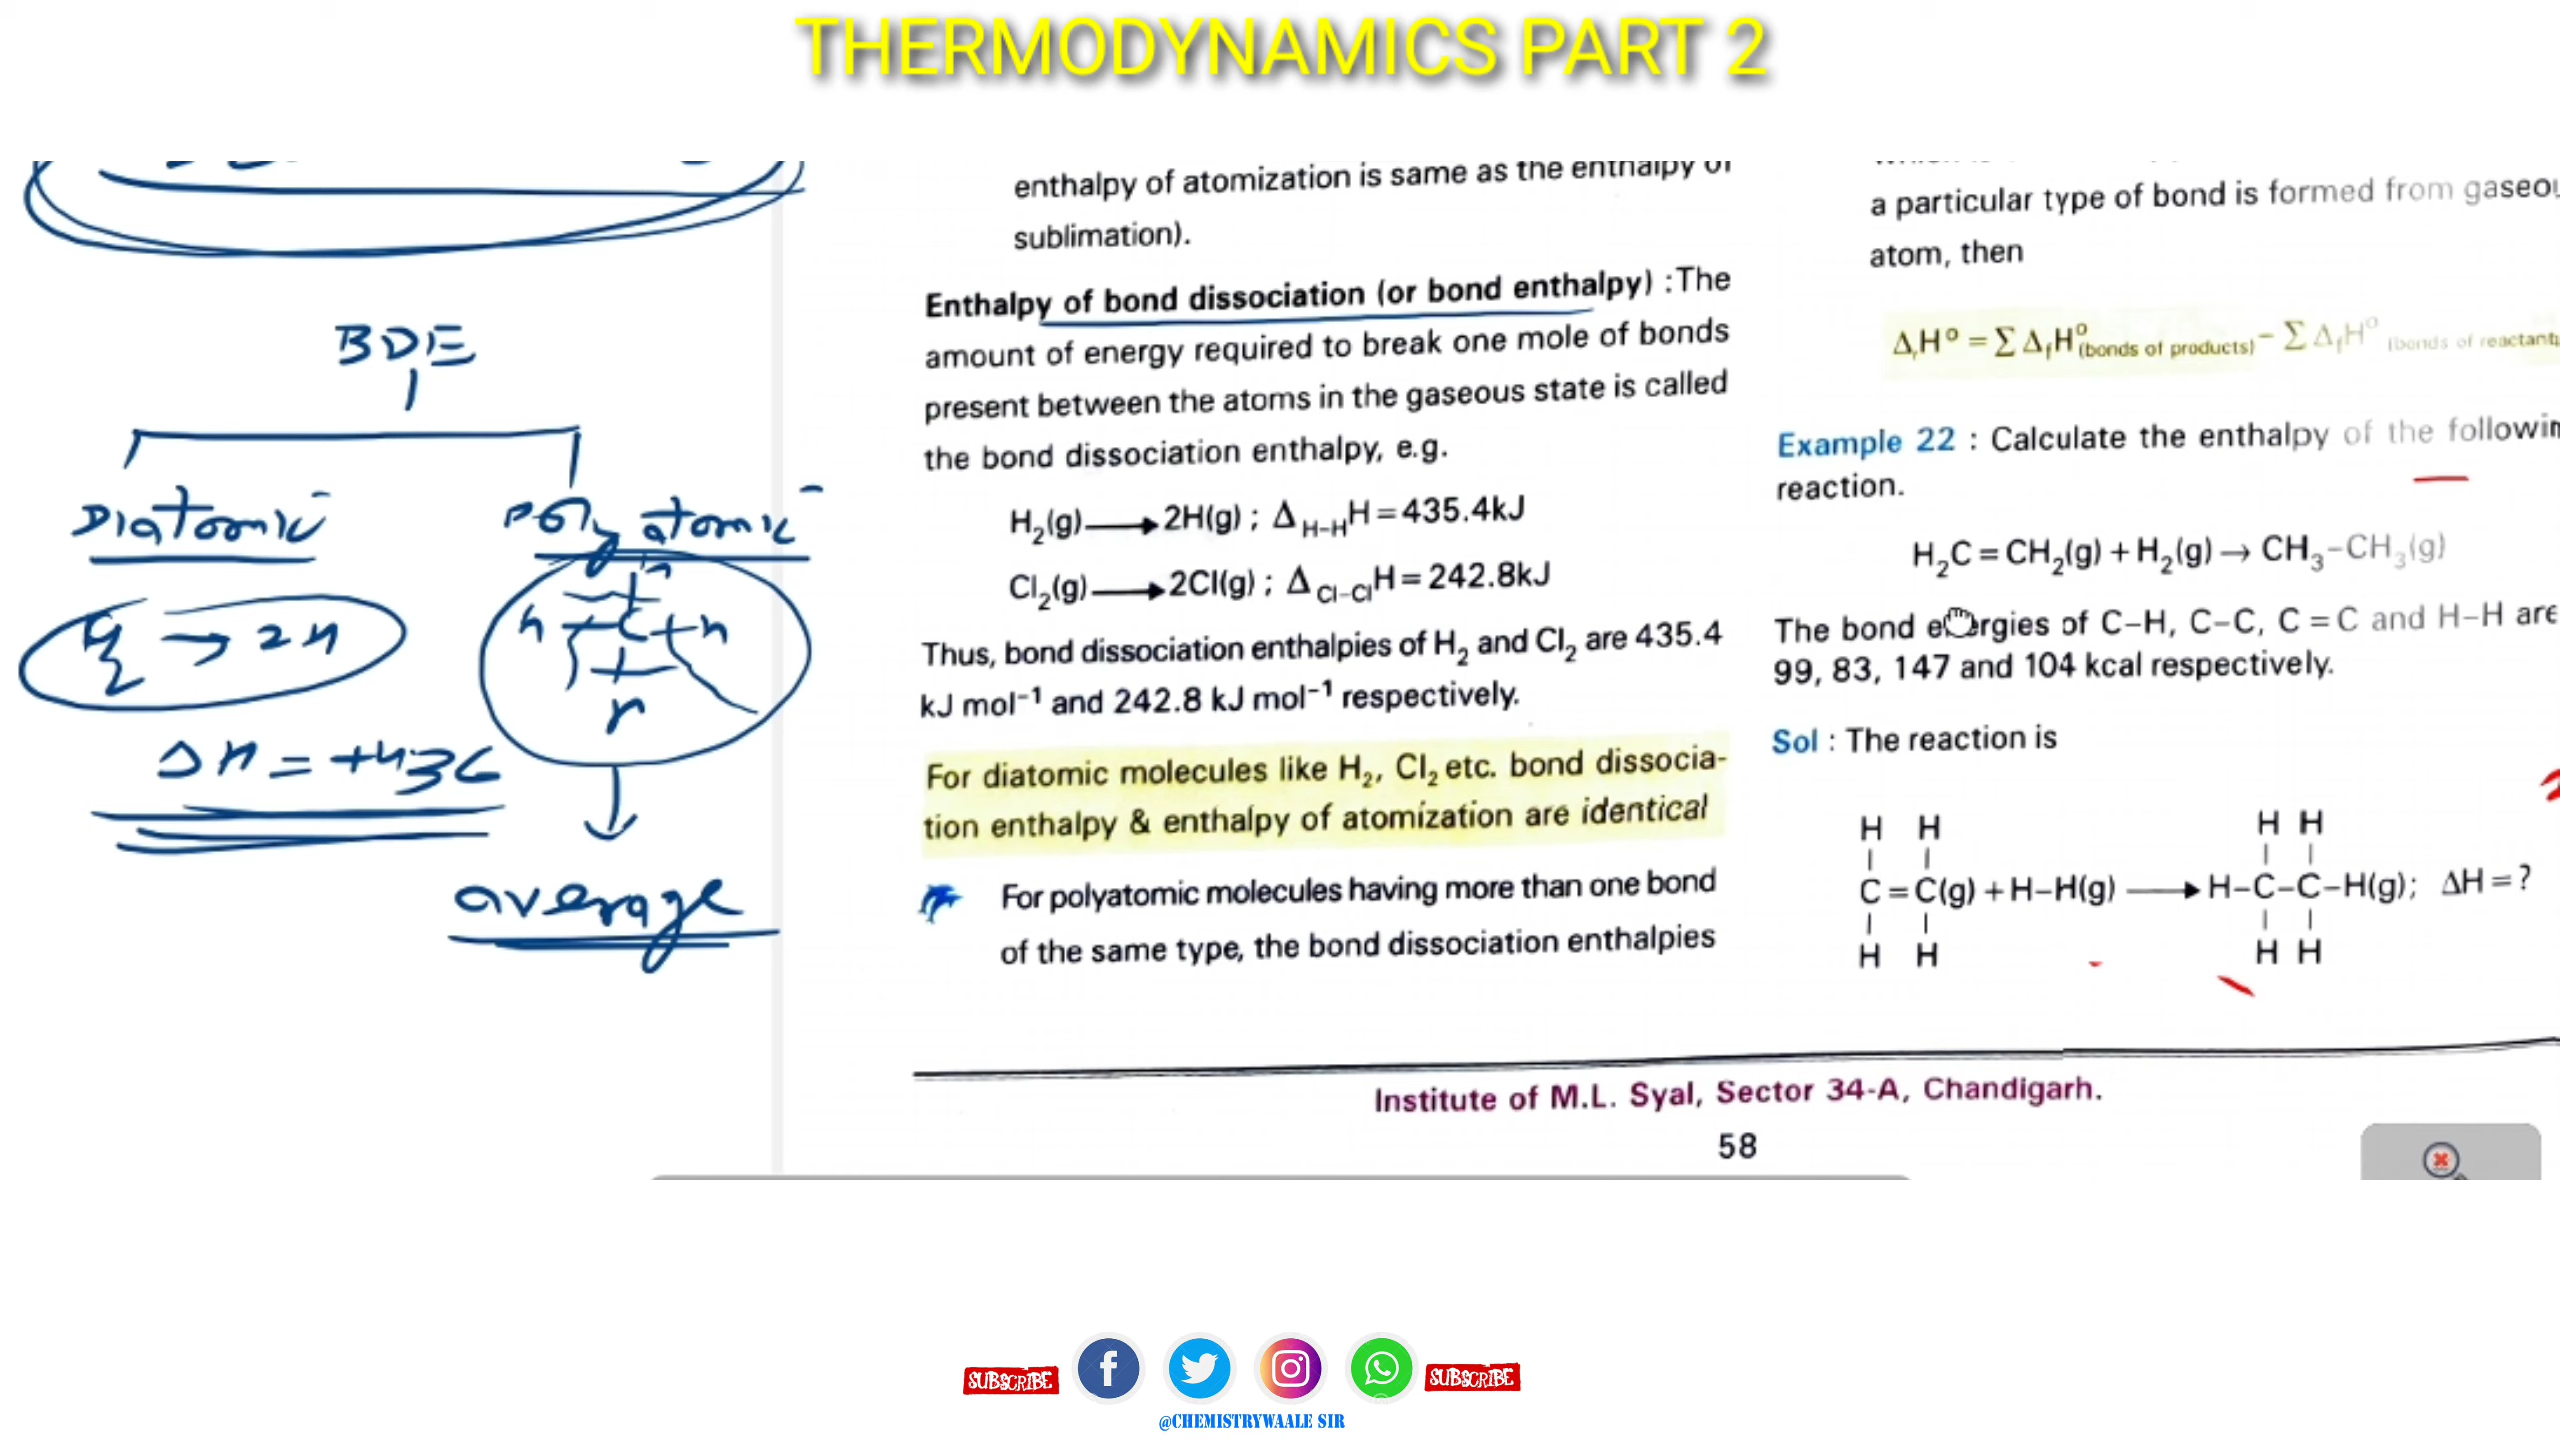 THERMODYNAMICS PART 2
BDE
Diatomic
Polyatomic
→ 2H
ΔH = +436
average
enthalpy of atomization is same as the enthalpy of
sublimation).
Enthalpy of bond dissociation (or bond enthalpy) : The
amount of energy required to break one mole of bonds
present between the atoms in the gaseous state is called
the bond dissociation enthalpy, e.g.
H₂(g)⟶2H(g) ; Δ H–H H = 435.4kJ
Cl₂(g)⟶2Cl(g) ; Δ Cl–Cl H = 242.8kJ
Thus, bond dissociation enthalpies of H₂ and Cl₂ are 435.4
kJ mol⁻¹ and 242.8 kJ mol⁻¹ respectively.
For diatomic molecules like H₂, Cl₂ etc. bond dissocia-
tion enthalpy & enthalpy of atomization are identical
For polyatomic molecules having more than one bond
of the same type, the bond dissociation enthalpies
a particular type of bond is formed from gaseou
atom, then
ΔᵣH° = Σ Δ_fH°(bonds of products) − Σ Δ_fH° (bonds of reactant
Example 22 : Calculate the enthalpy of the followin
reaction.
H₂C = CH₂(g) + H₂(g) → CH₃–CH₃(g)
The bond of C–H, C–C, C = C and H–H are
99, 83, 147 and 104 kcal respectively.
Sol : The reaction is
H H H H
C = C(g) + H–H(g) ⟶ H–C–C–H(g); ΔH = ?
H H H H
Institute of M.L. Syal, Sector 34-A, Chandigarh.
58
SUBSCRIBE
SUBSCRIBE
@CHEMISTRYWAALE SIR